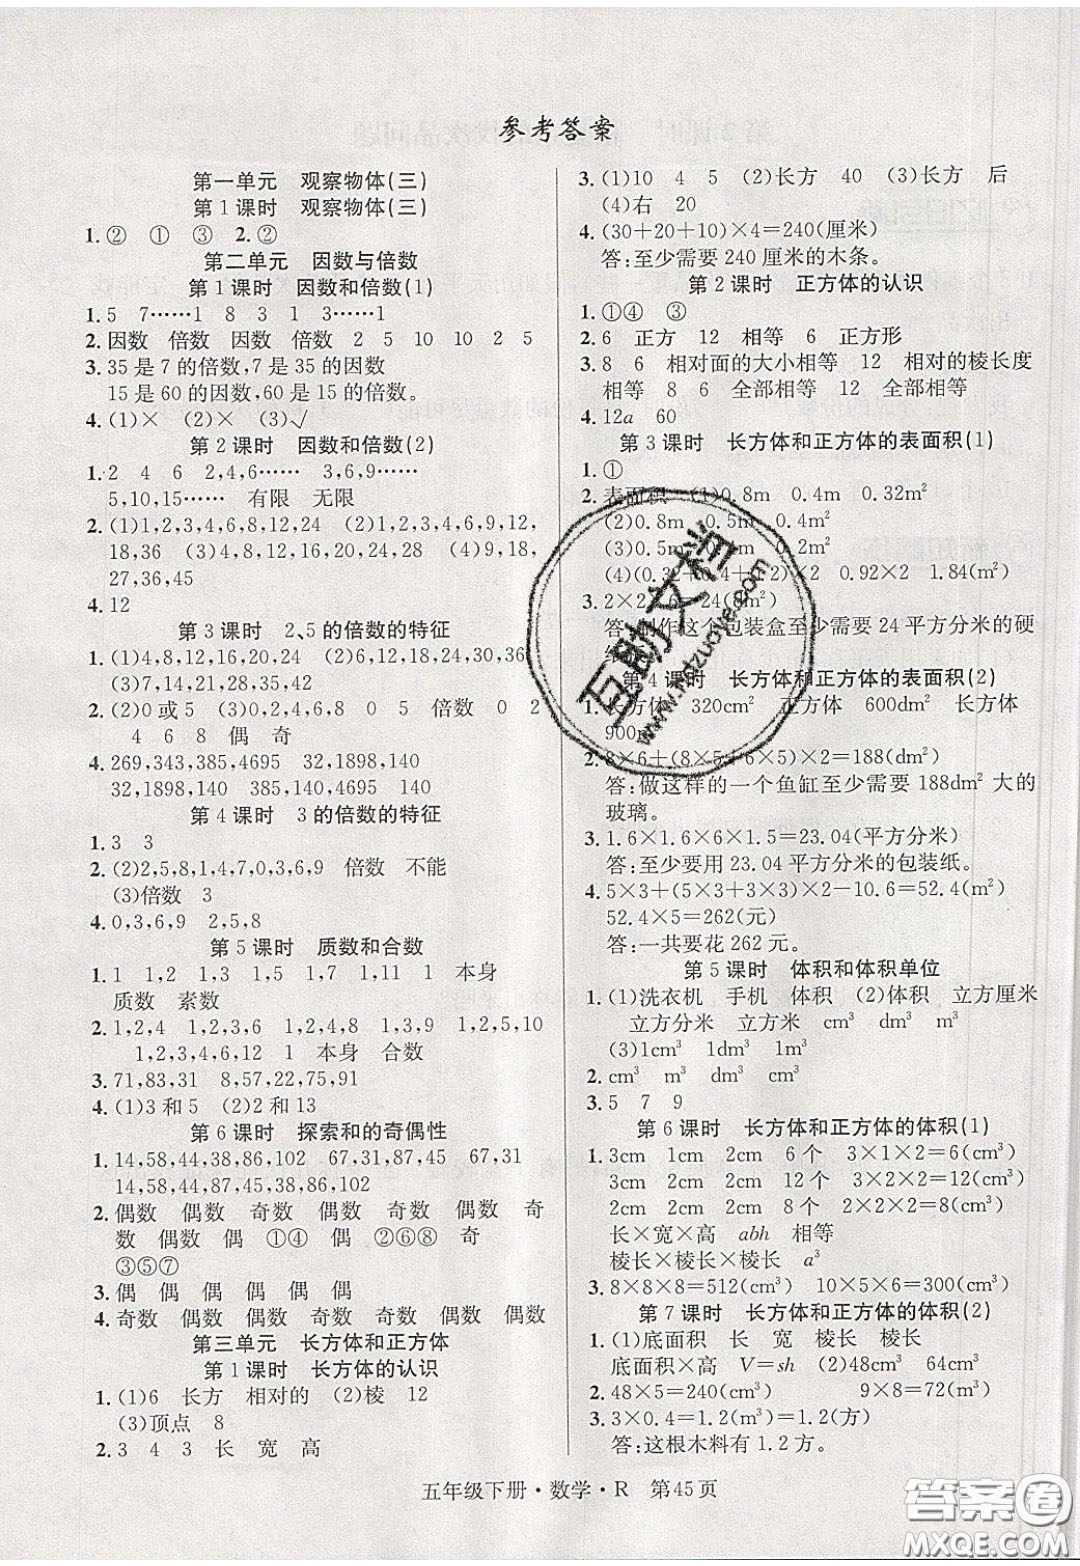 参考答案
第一单元 观察物体(三)
第1课时 观察物体(三)
1.② ① ③ 2.②
第二单元 因数与倍数
第1课时 因数和倍数(1)
1.5 7……1 8 3 1 3……1
2.因数 倍数 因数 倍数 2 5 10 10 2 5
3.35是7的倍数,7是35的因数
15是60的因数,60是15的倍数。
4.(1)× (2)× (3)√
第2课时 因数和倍数(2)
1.2 4 6 2,4,6…… 3,6,9……
5,10,15…… 有限 无限
2.(1)1,2,3,4,6,8,12,24 (2)1,2,3,4,6,9,12,
18,36 (3)4,6,8,12,16,18,24 (4)6,9,18,
27,36,45
4.12
第3课时 2、5的倍数的特征
1.(1)4,8,12,16,20,24 (2)6,12,18,24,30,36
(3)7,14,21,28,35,42
2.(2)0或5 (3)0,2,4,6,8 0 5 倍数 0 2
4 6 8 偶 奇
4.269,343,385,485 32,1898,140
32,1898,140 385,485,140 140
第4课时 3的倍数的特征
1.3 3
2.(2)2,5,8,1,4,7,0,3,6,9 倍数 不能
(3)倍数 3
4.0,3,6,9 2,5,8
第5课时 质数和合数
1.1 1,2 1,3 1,5 1,7 1,11 1 本身
质数 素数
2.1,2,4 1,2,3,6 1,2,4,8 1,3,9 1,2,5,10
1,2,3,4,6,12 1 本身 合数
3.71,83,31 58,27,22,75,91
4.(1)3和5 (2)2和13
第6课时 探索和的奇偶性
1.14,58,44,38,86,102 67,31,87,45 67,31
14,58,44,87,45,38,86,102
2.偶数 偶数 奇数 偶数 奇数 偶数 奇
数 偶数 偶 ①④ 偶 ②⑥⑧ 奇
③⑤⑦
3.偶 偶 偶 偶 偶 偶
4.奇数 偶数 偶数 奇数 奇数 偶数 偶数
第三单元 长方体和正方体
第1课时 长方体的认识
1.(1)6 长方 相对的 (2)棱 12
(3)顶点 8
2.3 4 3 长 宽 高
3.(1)10 4 5 (2)长方 40 (3)长方 后
(4)右 20
4.(30+20+10)×4=240(厘米)
答:至少需要240厘米的木条。
第2课时 正方体的认识
1.①④ ③
2.6 正方 12 相等 6 正方形
3.8 6 相对面的大小相等 12 相对的棱长度
相等 8 6 全部相等 12 全部相等
4.12a 60
第3课时 长方体和正方体的表面积(1)
1.①
2.表面积 (1)0.8m 0.4m 0.32m²
(2)0.8m 0.5m 0.4m²
(3)0.5m 0.4m 0.2m²
(4)(0.32+0.4+0.2)×2 0.92×2 1.84(m²)
3.2×2×6=24(dm²)
答:制作这个包装盒至少需要24平方分米的硬
第4课时 长方体和正方体的表面积(2)
1.长方体 320cm² 正方体 600dm² 长方体
2.8×6+(8×5+6×5)×2=188(dm²)
答:做这样的一个鱼缸至少需要188dm²大的
玻璃。
3.1.6×1.6×6×1.5=23.04(平方分米)
答:至少要用23.04平方分米的包装纸。
4.5×3+(5×3+3×3)×2-10.6=52.4(m²)
52.4×5=262(元)
答:一共要花262元。
第5课时 体积和体积单位
1.(1)洗衣机 手机 体积 (2)体积 立方厘米
立方分米 立方米 cm³ dm³ m³
(3)1cm³ 1dm³ 1m³
2.cm³ m³ dm³ cm³
3.5 7 9
第6课时 长方体和正方体的体积(1)
1.3cm 1cm 2cm 6个 3×1×2=6(cm³)
3cm 2cm 2cm 12个 3×2×2=12(cm³)
2cm 2cm 2cm 8个 2×2×2=8(cm³)
长×宽×高 abh 相等
棱长×棱长×棱长 a³
3.8×8×8=512(cm³) 10×5×6=300(cm³)
第7课时 长方体和正方体的体积(2)
1.(1)底面积 长 宽 棱长 棱长
底面积×高 V=sh (2)48cm³ 64cm³
2.48×5=240(cm³) 9×8=72(m³)
3.3×0.4=1.2(m³)=1.2(方)
答:这根木料有1.2方。
五年级下册·数学·R 第45页
互助文档
www.hdzuoye.com
答案圈
MXQE.COM